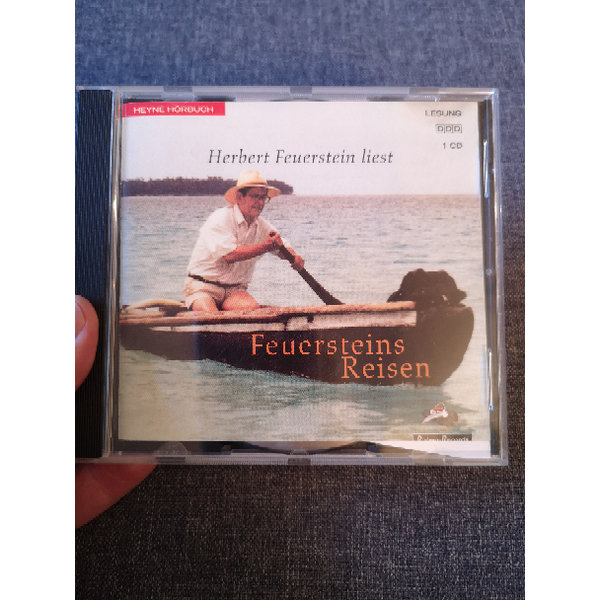 HEYNE HÖRBUCH
LESUNG
DDD
1 CD
Herbert Feuerstein liest
Feuersteins
Reisen